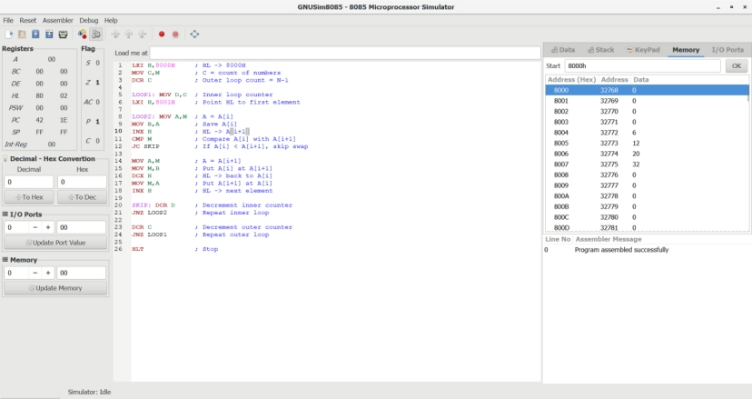 GNUSim8085 - 8085 Microprocessor Simulator
File Reset Assembler Debug Help
Registers
Flag
A 00
BC 00 00
DE 00 00
HL 80 02
PSW 00 00
PC 42 1E
SP FF FF
Int-Reg 00
S 0
Z 1
AC 0
P 1
C 0
Decimal - Hex Convertion
Decimal Hex
0 0
To Hex To Dec
I/O Ports
0 - + 00
Update Port Value
Memory
0 - + 00
Update Memory
Load me at
1 LXI H,8000H ; HL -> 8000H
2 MOV C,M ; C = count of numbers
3 DCR C ; Outer loop count = N-1
4
5 LOOP1: MOV D,C ; Inner loop counter
6 LXI H,8001H ; Point HL to first element
7
8 LOOP2: MOV A,M ; A = A[i]
9 MOV B,A ; Save A[i]
10 INX H ; HL -> A[i+1]
11 CMP M ; Compare A[i] with A[i+1]
12 JC SKIP ; If A[i] < A[i+1], skip swap
13
14 MOV A,M ; A = A[i+1]
15 MOV M,B ; Put A[i] at A[i+1]
16 DCX H ; HL -> back to A[i]
17 MOV M,A ; Put A[i+1] at A[i]
18 INX H ; HL -> next element
19
20 SKIP: DCR D ; Decrement inner counter
21 JNZ LOOP2 ; Repeat inner loop
22
23 DCR C ; Decrement outer counter
24 JNZ LOOP1 ; Repeat outer loop
25
26 HLT ; Stop
Data Stack KeyPad Memory I/O Ports
Start 8000h OK
Address (Hex) Address Data
8000 32768 0
8001 32769 0
8002 32770 0
8003 32771 0
8004 32772 6
8005 32773 12
8006 32774 20
8007 32775 32
8008 32776 0
8009 32777 0
800A 32778 0
800B 32779 0
800C 32780 0
800D 32781 0
Line No Assembler Message
0 Program assembled successfully
Simulator: Idle